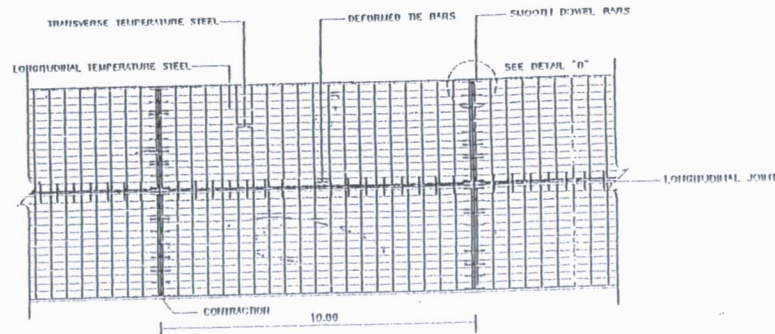 TRANSVERSE TEMPERATURE STEEL
DEFORMED TIE BARS
SMOOTH DOWEL BARS
LONGITUDINAL TEMPERATURE STEEL
SEE DETAIL "D"
LONGITUDINAL JOINT
CONTRACTION
10.00